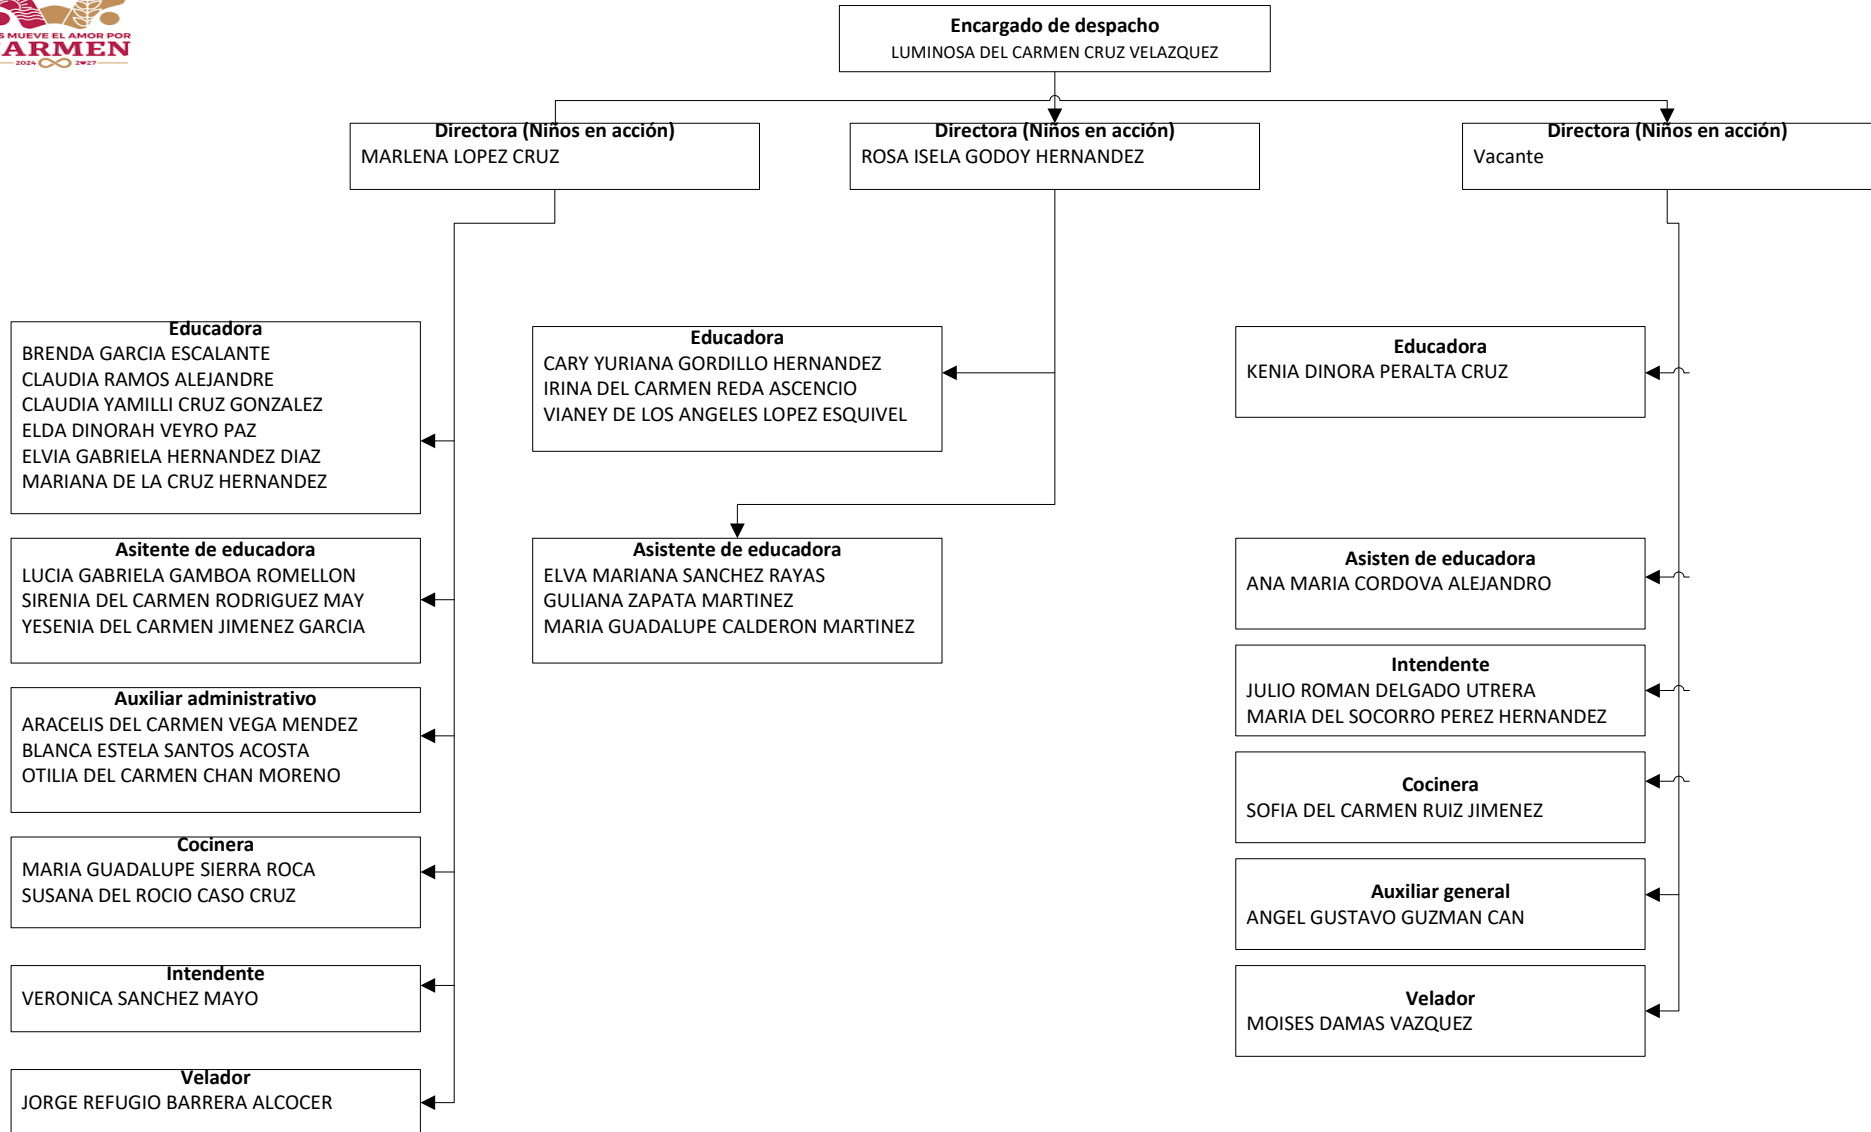 MUEVE EL AMOR POR
CARMEN
2024 2027
Encargado de despacho
LUMINOSA DEL CARMEN CRUZ VELAZQUEZ
Directora (Niños en acción)
MARLENA LOPEZ CRUZ
Directora (Niños en acción)
ROSA ISELA GODOY HERNANDEZ
Directora (Niños en acción)
Vacante
Educadora
BRENDA GARCIA ESCALANTE
CLAUDIA RAMOS ALEJANDRE
CLAUDIA YAMILLI CRUZ GONZALEZ
ELDA DINORAH VEYRO PAZ
ELVIA GABRIELA HERNANDEZ DIAZ
MARIANA DE LA CRUZ HERNANDEZ
Asitente de educadora
LUCIA GABRIELA GAMBOA ROMELLON
SIRENIA DEL CARMEN RODRIGUEZ MAY
YESENIA DEL CARMEN JIMENEZ GARCIA
Auxiliar administrativo
ARACELIS DEL CARMEN VEGA MENDEZ
BLANCA ESTELA SANTOS ACOSTA
OTILIA DEL CARMEN CHAN MORENO
Cocinera
MARIA GUADALUPE SIERRA ROCA
SUSANA DEL ROCIO CASO CRUZ
Intendente
VERONICA SANCHEZ MAYO
Velador
JORGE REFUGIO BARRERA ALCOCER
Educadora
CARY YURIANA GORDILLO HERNANDEZ
IRINA DEL CARMEN REDA ASCENCIO
VIANEY DE LOS ANGELES LOPEZ ESQUIVEL
Asistente de educadora
ELVA MARIANA SANCHEZ RAYAS
GULIANA ZAPATA MARTINEZ
MARIA GUADALUPE CALDERON MARTINEZ
Educadora
KENIA DINORA PERALTA CRUZ
Asisten de educadora
ANA MARIA CORDOVA ALEJANDRO
Intendente
JULIO ROMAN DELGADO UTRERA
MARIA DEL SOCORRO PEREZ HERNANDEZ
Cocinera
SOFIA DEL CARMEN RUIZ JIMENEZ
Auxiliar general
ANGEL GUSTAVO GUZMAN CAN
Velador
MOISES DAMAS VAZQUEZ